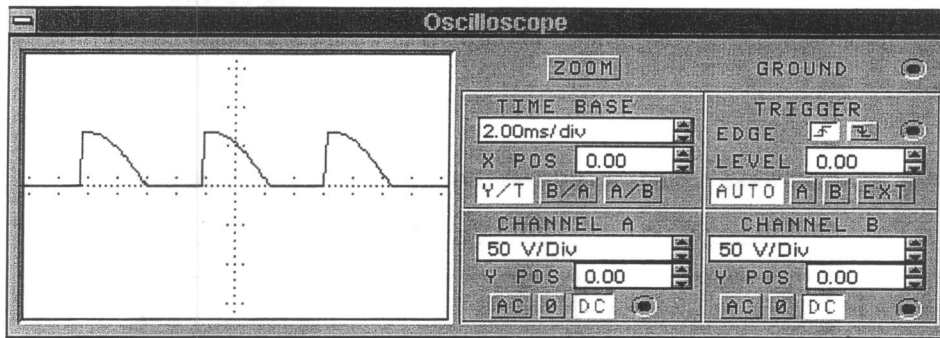 Oscilloscope
ZOOM GROUND
TIME BASE
2.00ms/div
X POS 0.00
Y/T B/A A/B
TRIGGER
EDGE
LEVEL 0.00
AUTO A B EXT
CHANNEL A
50 V/Div
Y POS 0.00
AC 0 DC
CHANNEL B
50 V/Div
Y POS 0.00
AC 0 DC